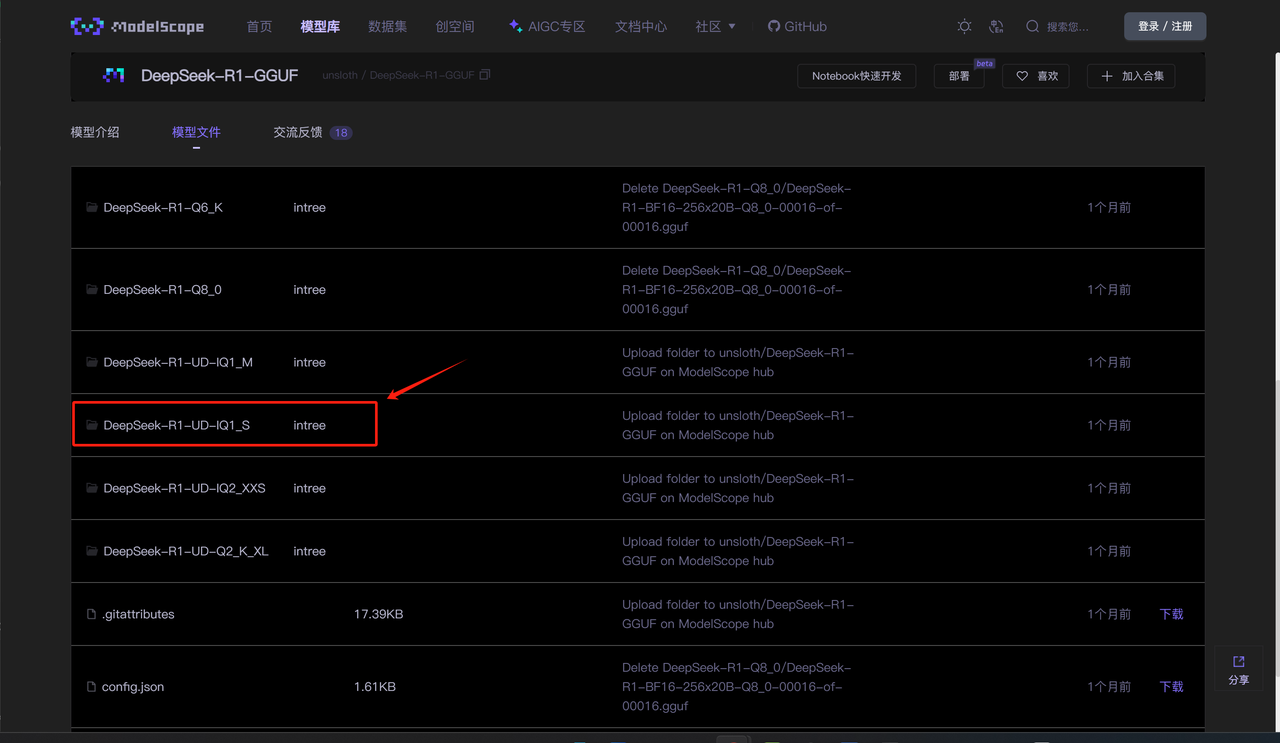 ModelScope 首页 模型库 数据集 创空间 AIGC专区 文档中心 社区 GitHub 搜索您... 登录 / 注册
DeepSeek-R1-GGUF unsloth / DeepSeek-R1-GGUF Notebook快速开发 部署 beta 喜欢 加入合集
模型介绍 模型文件 交流反馈 18
DeepSeek-R1-Q6_K intree Delete DeepSeek-R1-Q8_0/DeepSeek-
R1-BF16-256x20B-Q8_0-00016-of-
00016.gguf 1个月前
DeepSeek-R1-Q8_0 intree Delete DeepSeek-R1-Q8_0/DeepSeek-
R1-BF16-256x20B-Q8_0-00016-of-
00016.gguf 1个月前
DeepSeek-R1-UD-IQ1_M intree Upload folder to unsloth/DeepSeek-R1-
GGUF on ModelScope hub 1个月前
DeepSeek-R1-UD-IQ1_S intree Upload folder to unsloth/DeepSeek-R1-
GGUF on ModelScope hub 1个月前
DeepSeek-R1-UD-IQ2_XXS intree Upload folder to unsloth/DeepSeek-R1-
GGUF on ModelScope hub 1个月前
DeepSeek-R1-UD-Q2_K_XL intree Upload folder to unsloth/DeepSeek-R1-
GGUF on ModelScope hub 1个月前
.gitattributes 17.39KB Upload folder to unsloth/DeepSeek-R1-
GGUF on ModelScope hub 1个月前 下载
config.json 1.61KB Delete DeepSeek-R1-Q8_0/DeepSeek-
R1-BF16-256x20B-Q8_0-00016-of-
00016.gguf 1个月前 下载
分享